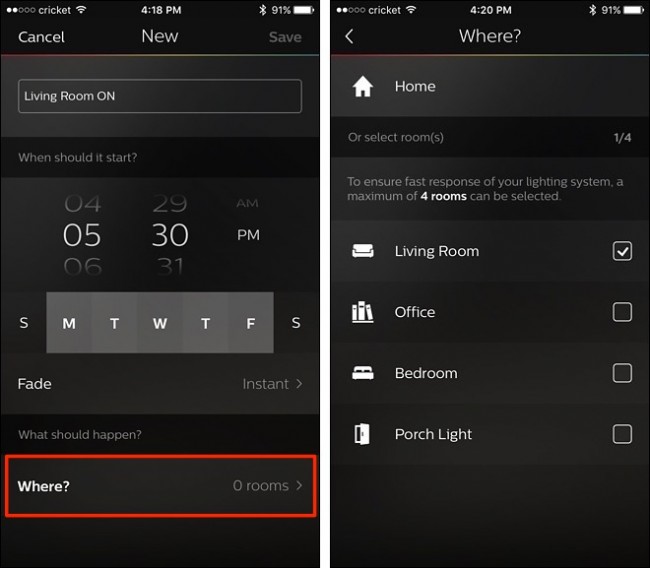 ●●○○○ cricket 4:18 PM 91%
Cancel New Save
Living Room ON
When should it start?
04 29 AM
05 30 PM
06 31
S M T W T F S
Fade Instant >
What should happen?
Where? 0 rooms >
●●○○○ cricket 4:20 PM 91%
< Where?
Home
Or select room(s) 1/4
To ensure fast response of your lighting system, a
maximum of 4 rooms can be selected.
Living Room
Office
Bedroom
Porch Light